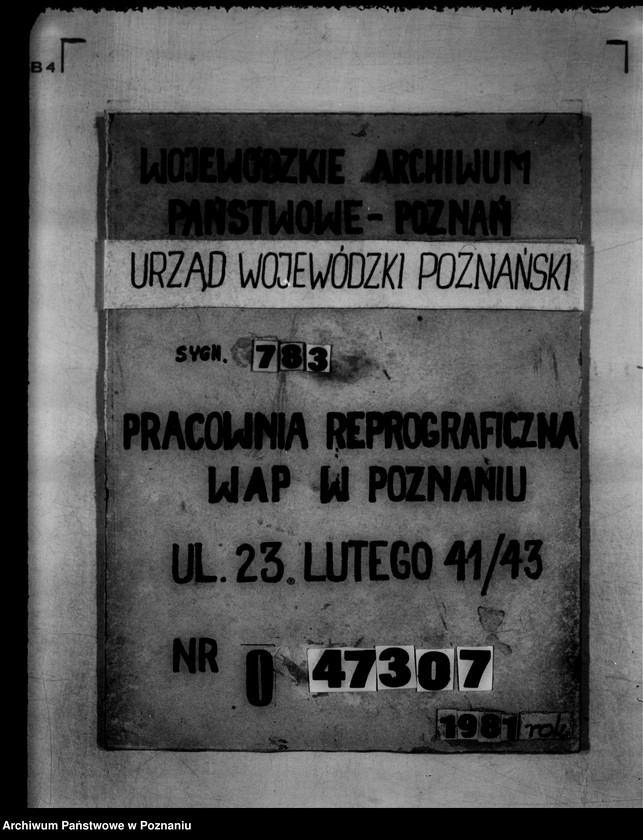 B4
WOJEWÓDZKIE ARCHIWUM
PAŃSTWOWE - POZNAŃ
URZĄD WOJEWÓDZKI POZNAŃSKI
SYGN. 783
PRACOWNIA REPROGRAFICZNA
WAP W POZNANIU
UL. 23. LUTEGO 41/43
NR 0 47307
1981 rok
Archiwum Państwowe w Poznaniu